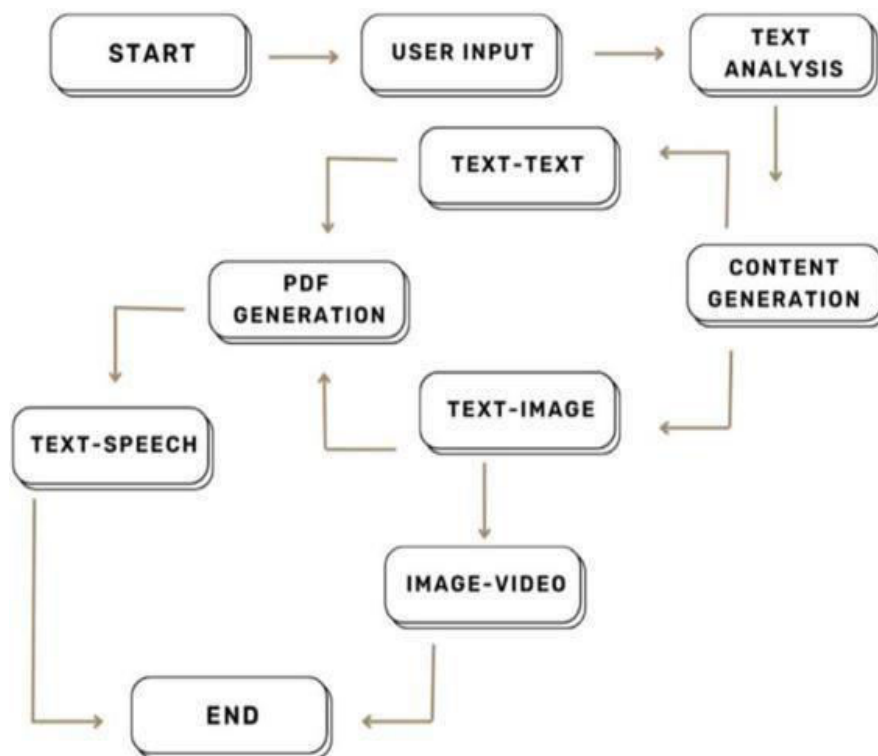 START
USER INPUT
TEXT
ANALYSIS
TEXT-TEXT
CONTENT
GENERATION
PDF
GENERATION
TEXT-IMAGE
TEXT-SPEECH
IMAGE-VIDEO
END